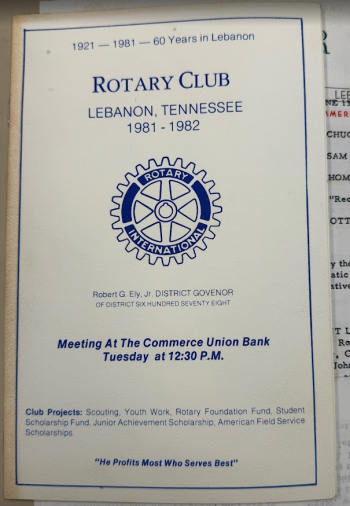 1921 — 1981 — 60 Years in Lebanon
ROTARY CLUB
LEBANON, TENNESSEE
1981 - 1982
ROTARY
INTERNATIONAL
Robert G. Ely, Jr. DISTRICT GOVENOR
OF DISTRICT SIX HUNDRED SEVENTY EIGHT
Meeting At The Commerce Union Bank
Tuesday at 12:30 P.M.
Club Projects: Scouting, Youth Work, Rotary Foundation Fund, Student
Scholarship Fund, Junior Achievement Scholarship, American Field Service
Scholarships.
"He Profits Most Who Serves Best"
R
SAM
"Rec